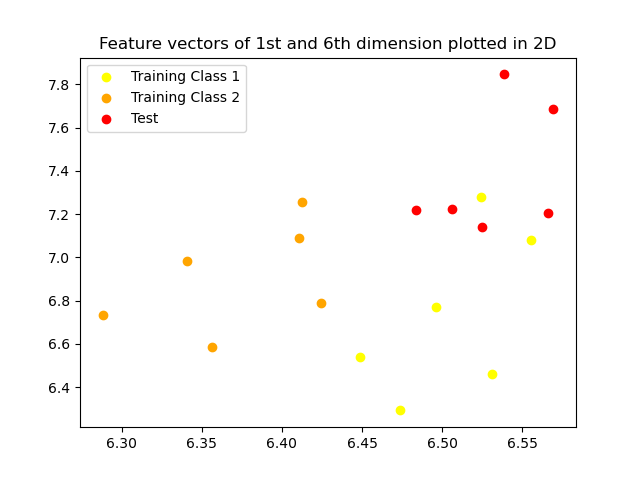 Feature vectors of 1st and 6th dimension plotted in 2D
Training Class 1
Training Class 2
Test
7.8
7.6
7.4
7.2
7.0
6.8
6.6
6.4
6.30 6.35 6.40 6.45 6.50 6.55